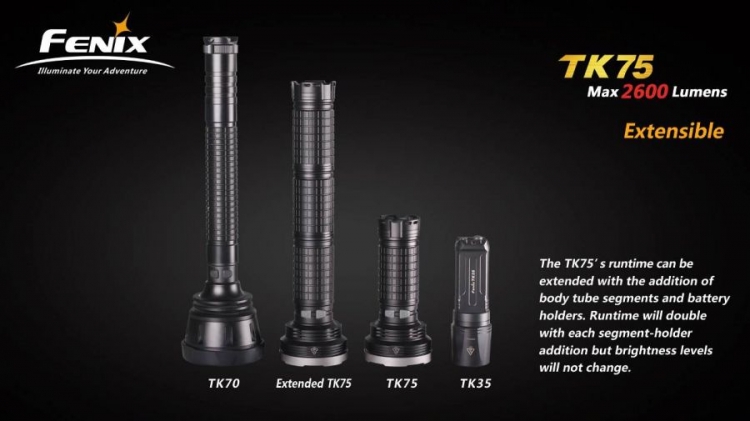 FENIX
Illuminate Your Adventure
TK75
Max 2600 Lumens
Extensible
The TK75's runtime can be
extended with the addition of
body tube segments and battery
holders. Runtime will double
with each segment-holder
addition but brightness levels
will not change.
TK70
Extended TK75
TK75
TK35